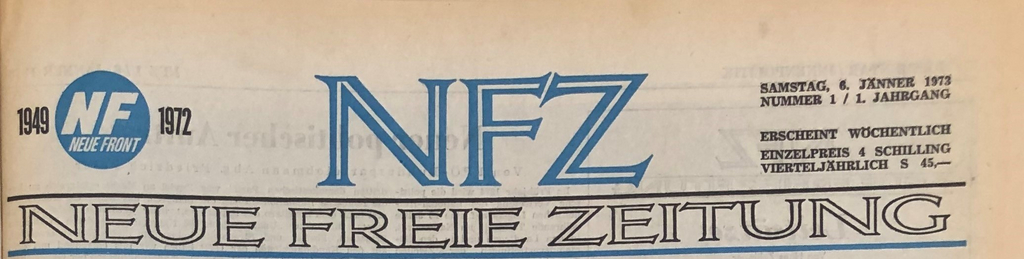 1949 NF 1972
NEUE FRONT
NFZ
SAMSTAG, 6. JÄNNER 1973
NUMMER 1 / 1. JAHRGANG
ERSCHEINT WÖCHENTLICH
EINZELPREIS 4 SCHILLING
VIERTELJÄHRLICH S 45,—
NEUE FREIE ZEITUNG